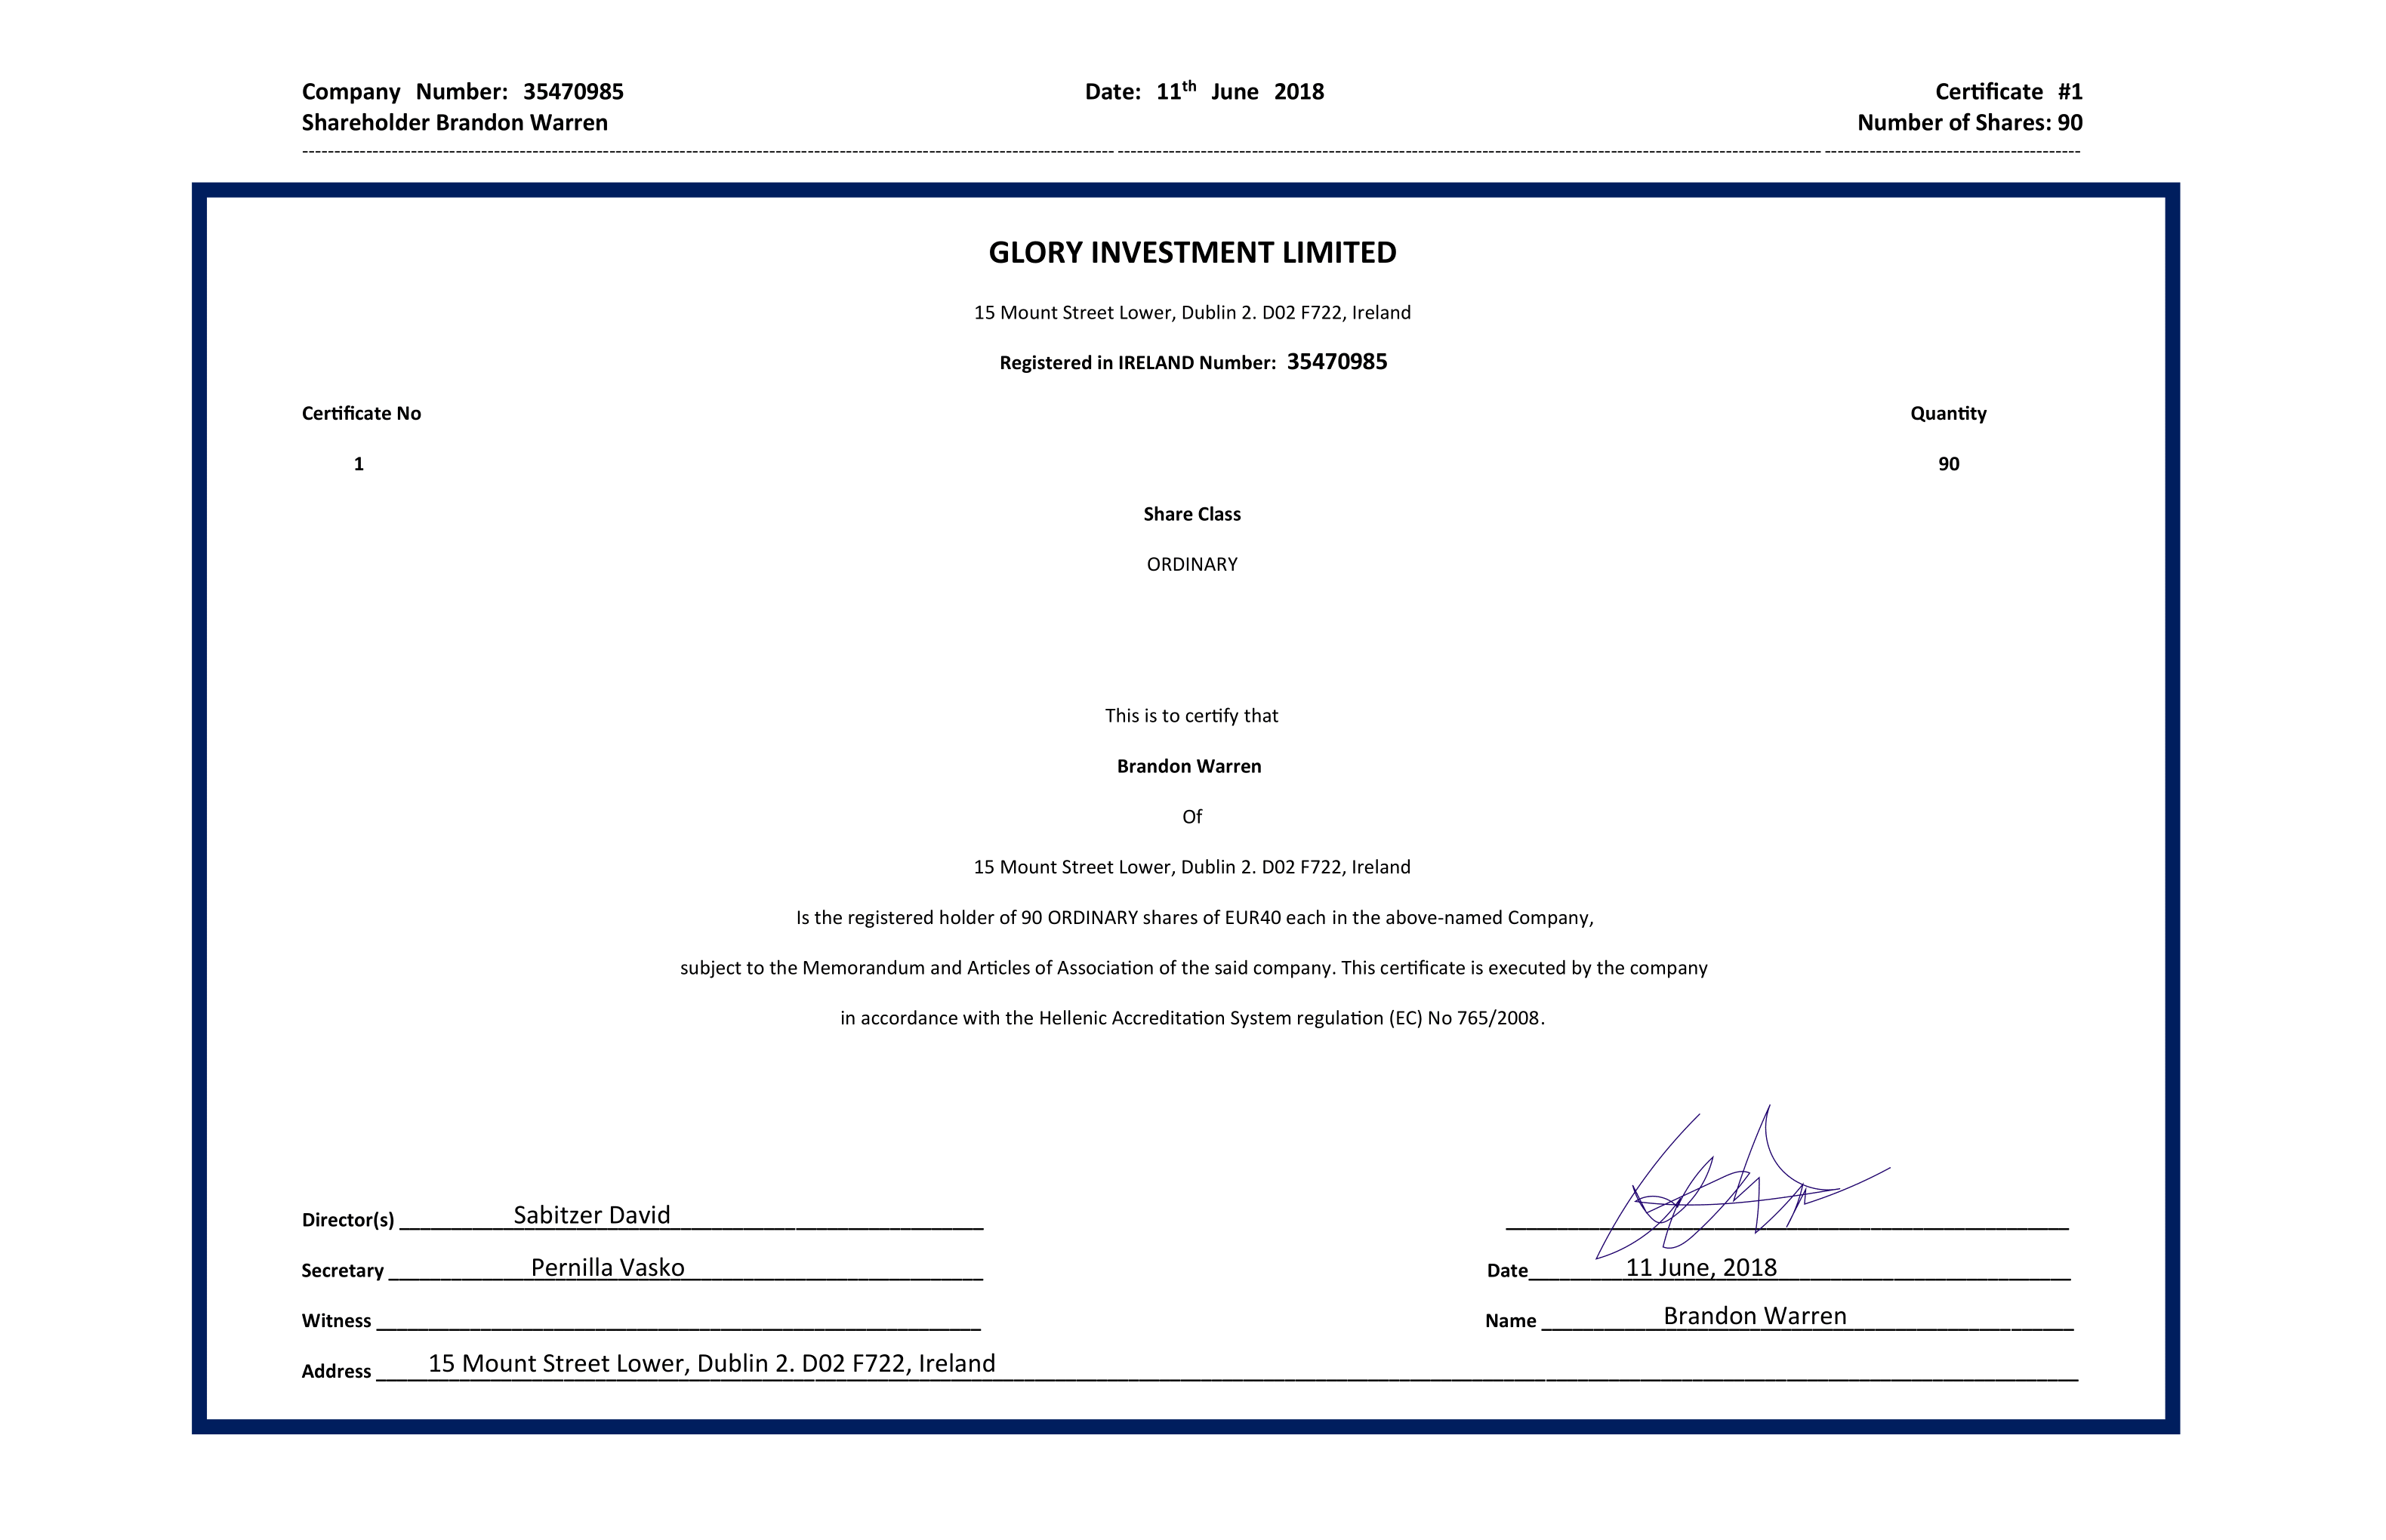 Company Number: 35470985 Date: 11th June 2018 Certificate #1
Shareholder Brandon Warren Number of Shares: 90
GLORY INVESTMENT LIMITED
15 Mount Street Lower, Dublin 2. D02 F722, Ireland
Registered in IRELAND Number: 35470985
Certificate No Quantity
1 90
Share Class
ORDINARY
This is to certify that
Brandon Warren
Of
15 Mount Street Lower, Dublin 2. D02 F722, Ireland
Is the registered holder of 90 ORDINARY shares of EUR40 each in the above-named Company,
subject to the Memorandum and Articles of Association of the said company. This certificate is executed by the company
in accordance with the Hellenic Accreditation System regulation (EC) No 765/2008.
Director(s) Sabitzer David
Secretary Pernilla Vasko Date 11 June, 2018
Witness Name Brandon Warren
Address 15 Mount Street Lower, Dublin 2. D02 F722, Ireland